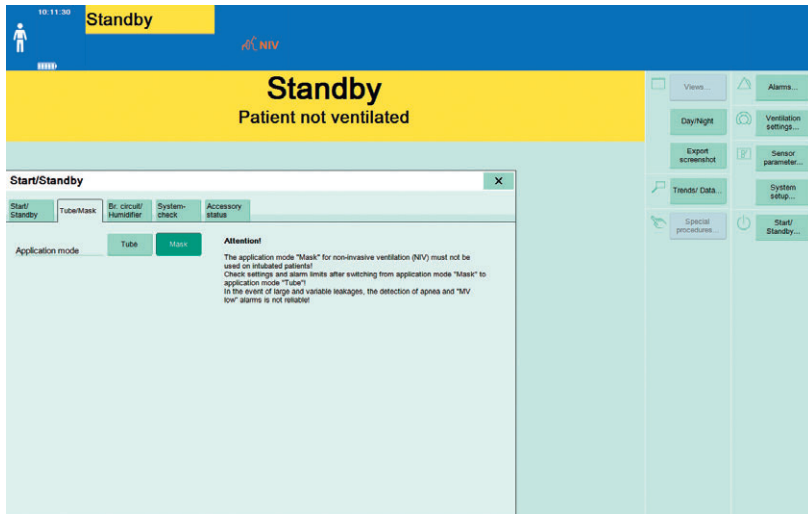 10:11:30
Standby
NIV
Standby
Patient not ventilated
Views...
Alarms...
Day/Night
Ventilation
settings...
Export
screenshot
Sensor
parameter...
Trends/ Data...
System
setup...
Special
procedures...
Start/
Standby...
Start/Standby
Start/
Standby
Tube/Mask
Br. circuit/
Humidifier
System-
check
Accessory
status
Application mode
Tube
Mask
Attention!
The application mode "Mask" for non-invasive ventilation (NIV) must not be
used on intubated patients!
Check settings and alarm limits after switching from application mode "Mask" to
application mode "Tube"!
In the event of large and variable leakages, the detection of apnea and "MV
low" alarms is not reliable!